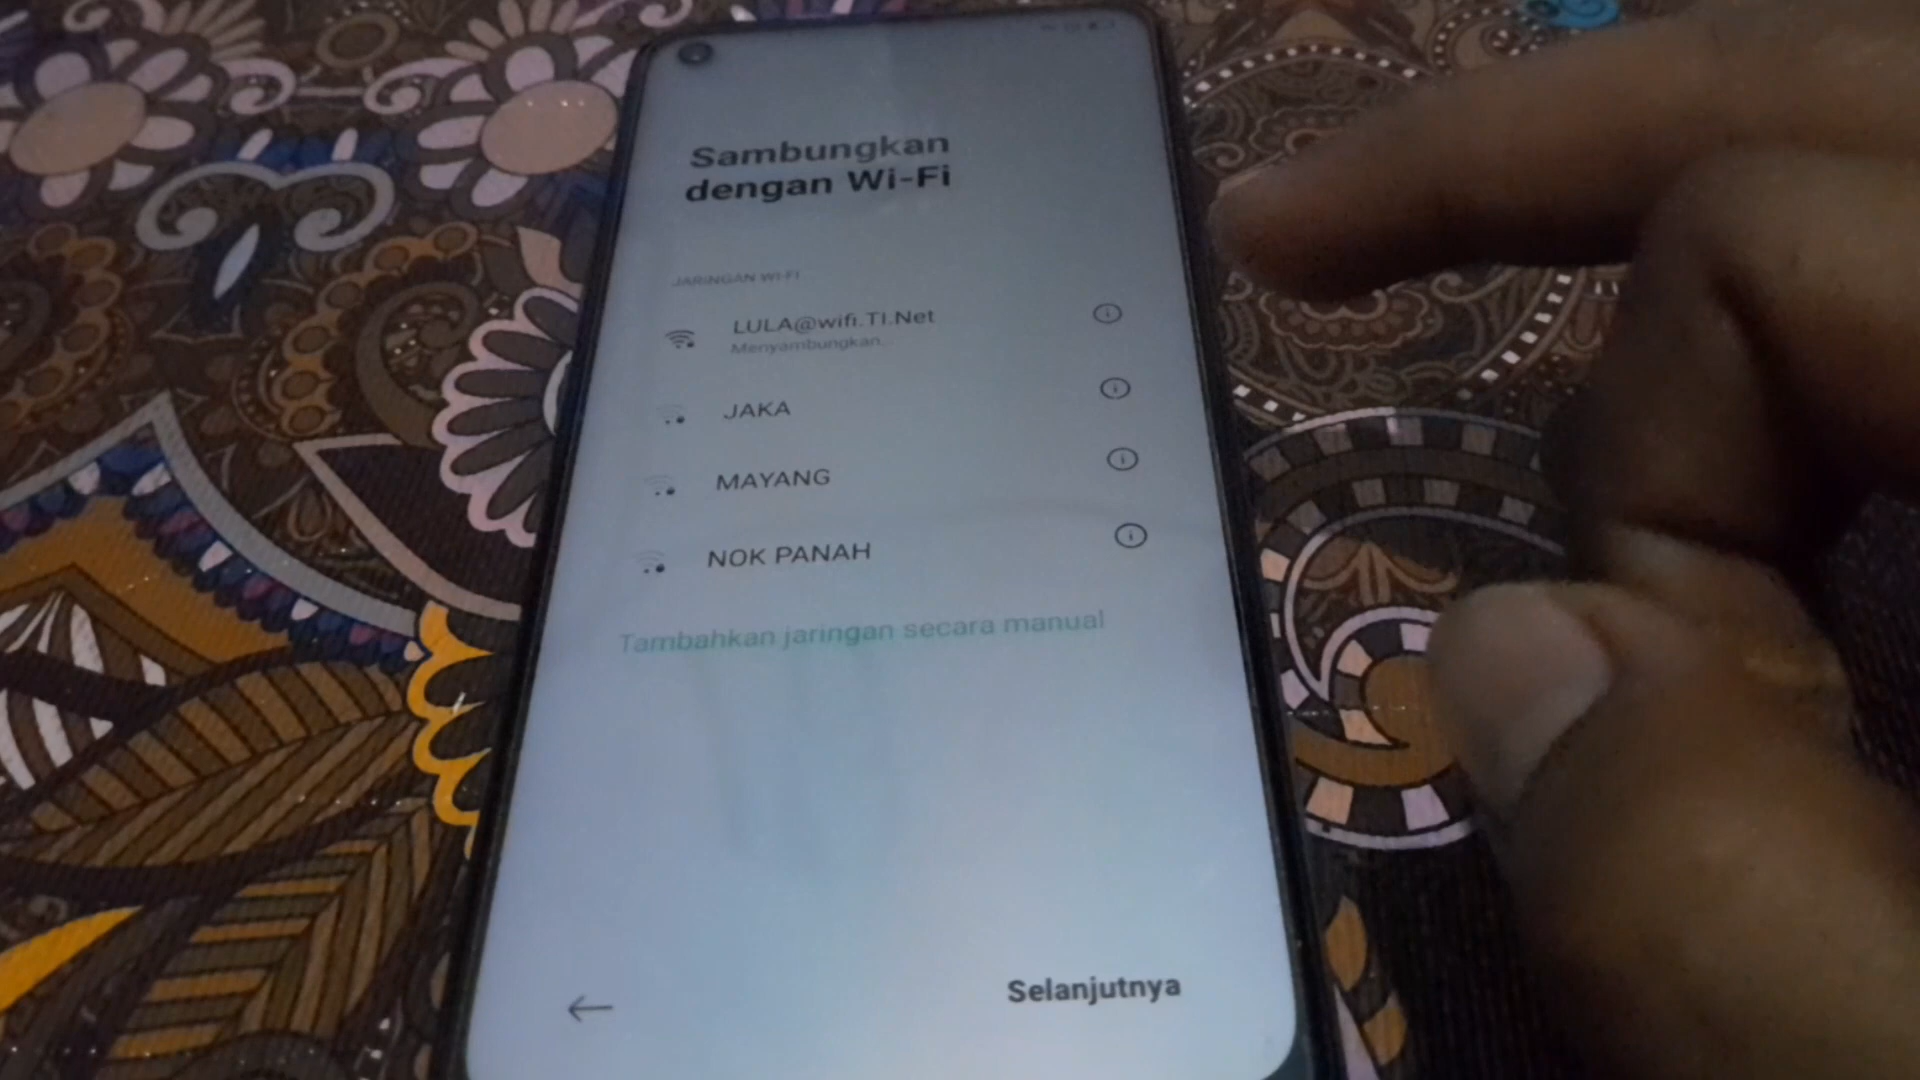 Sambungkan
dengan Wi-Fi
JARINGAN WI-FI
LULA@wifi.TI.Net
Menyambungkan...
JAKA
MAYANG
NOK PANAH
Tambahkan jaringan secara manual
Selanjutnya